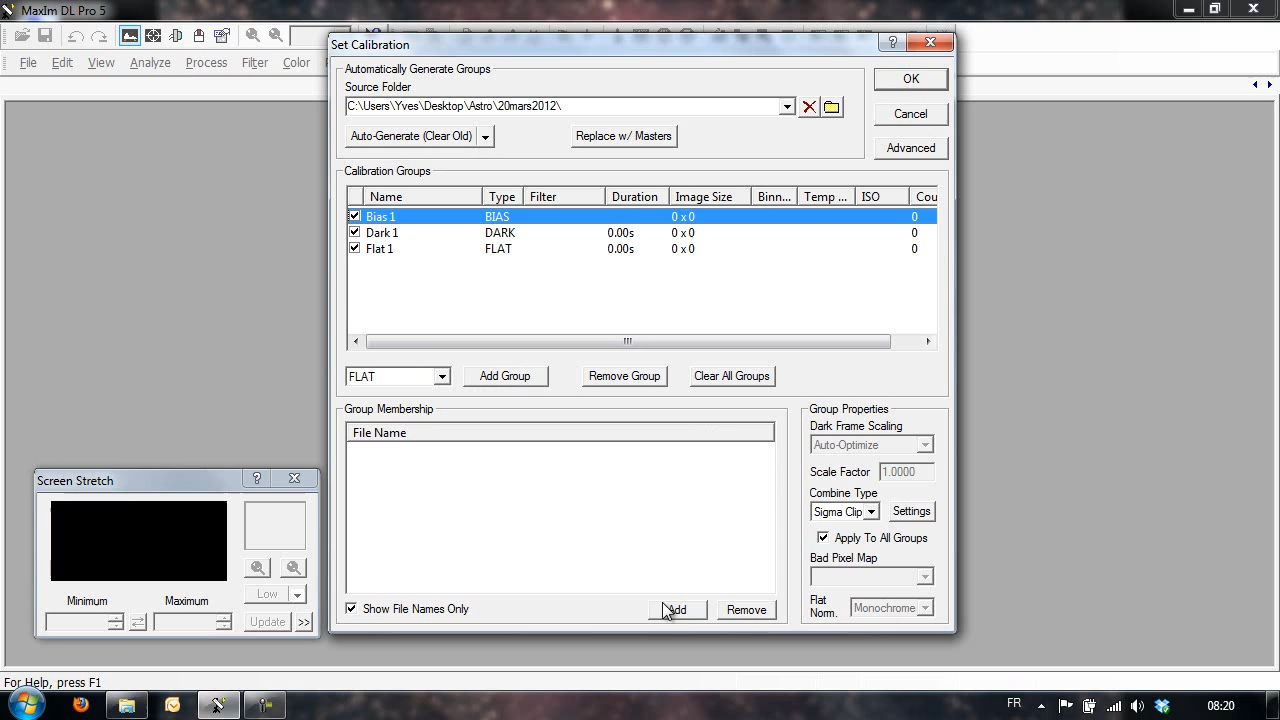 MaxIm DL Pro 5
File Edit View Analyze Process Filter Color
Set Calibration
Automatically Generate Groups
Source Folder
C:\Users\Yves\Desktop\Astro\20mars2012\
Auto-Generate (Clear Old)
Replace w/ Masters
OK
Cancel
Advanced
Calibration Groups
Name Type Filter Duration Image Size Binn... Temp ... ISO Cou
Bias 1 BIAS 0 x 0 0
Dark 1 DARK 0.00s 0 x 0 0
Flat 1 FLAT 0.00s 0 x 0 0
FLAT
Add Group
Remove Group
Clear All Groups
Group Membership
File Name
Show File Names Only
Add
Remove
Group Properties
Dark Frame Scaling
Auto-Optimize
Scale Factor 1.0000
Combine Type
Sigma Clip Settings
Apply To All Groups
Bad Pixel Map
Flat
Norm. Monochrome
Screen Stretch
Minimum Maximum
Low
Update >>
For Help, press F1
FR 08:20